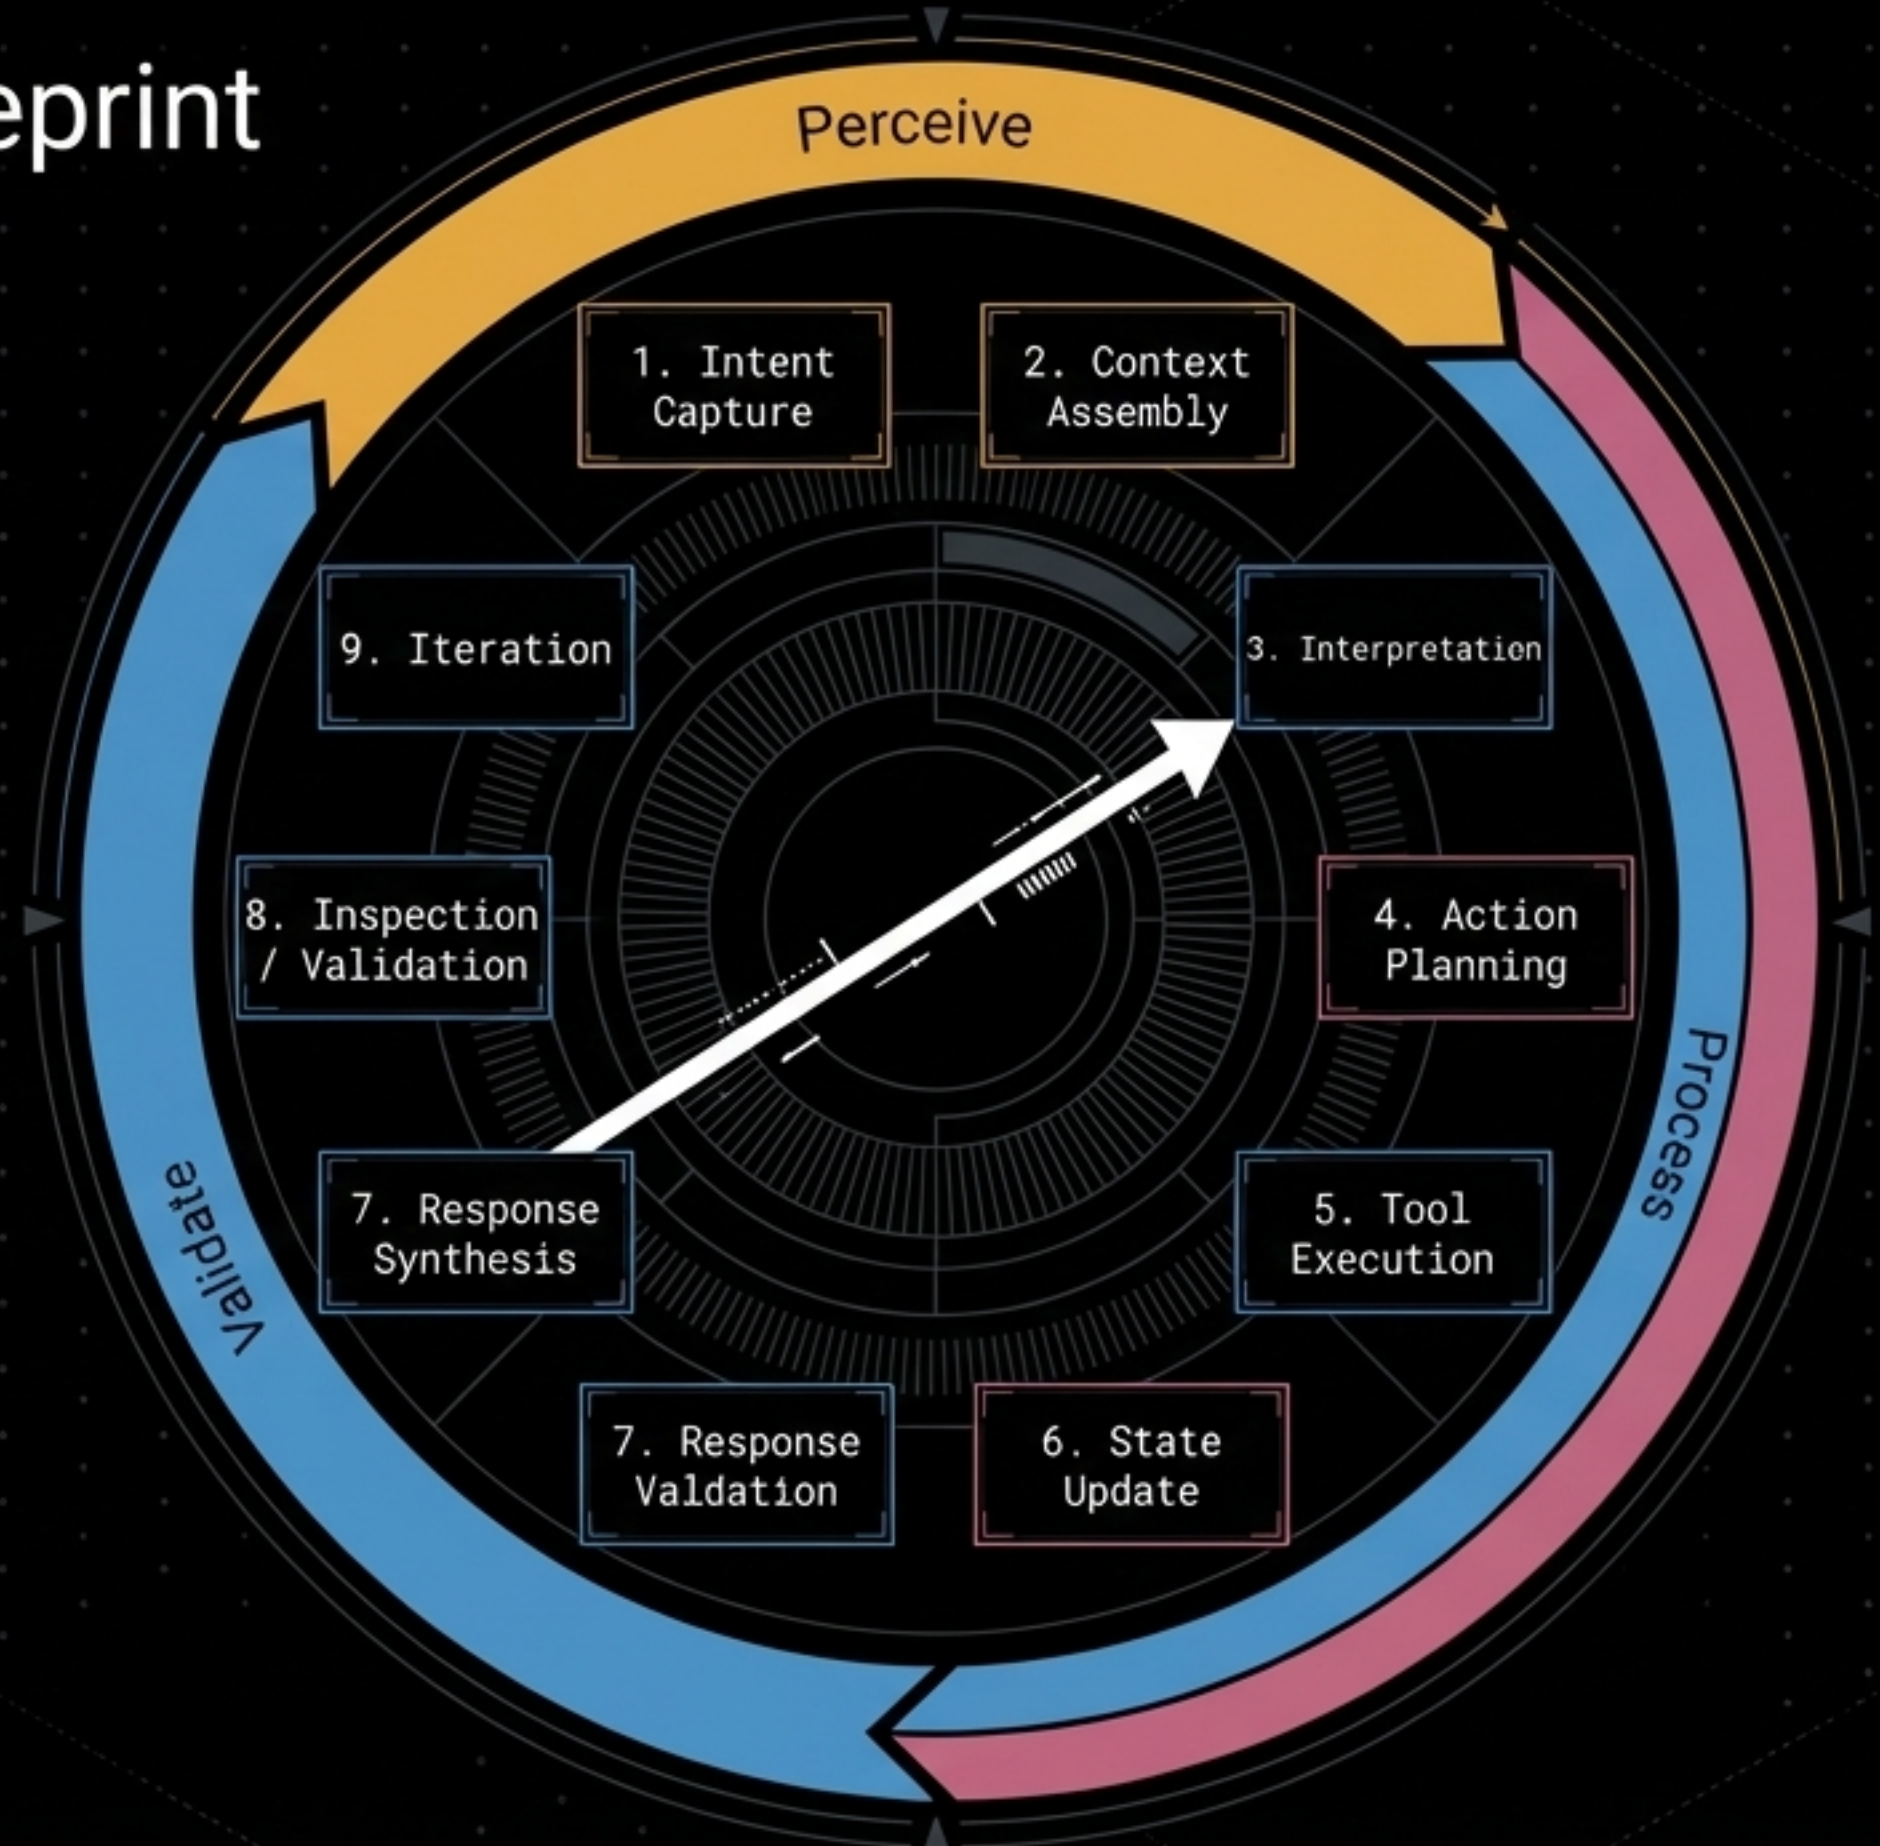 eprint
Perceive
1. Intent
Capture
2. Context
Assembly
3. Interpretation
4. Action
Planning
5. Tool
Execution
6. State
Update
7. Response
Valdation
7. Response
Synthesis
8. Inspection
/ Validation
9. Iteration
Process
Validate